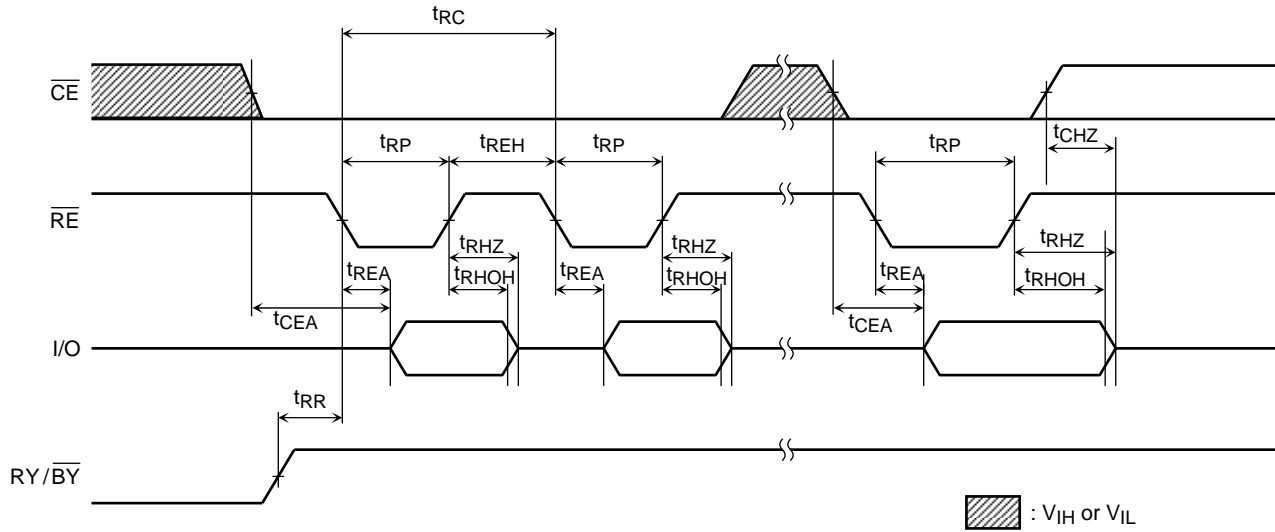 tRC
CE
tCHZ
tRP tREH tRP tRP
RE
tRHZ tRHZ tRHZ
tREA tRHOH tREA tRHOH tREA tRHOH
tCEA tCEA
I/O
tRR
RY/BY
: VIH or VIL